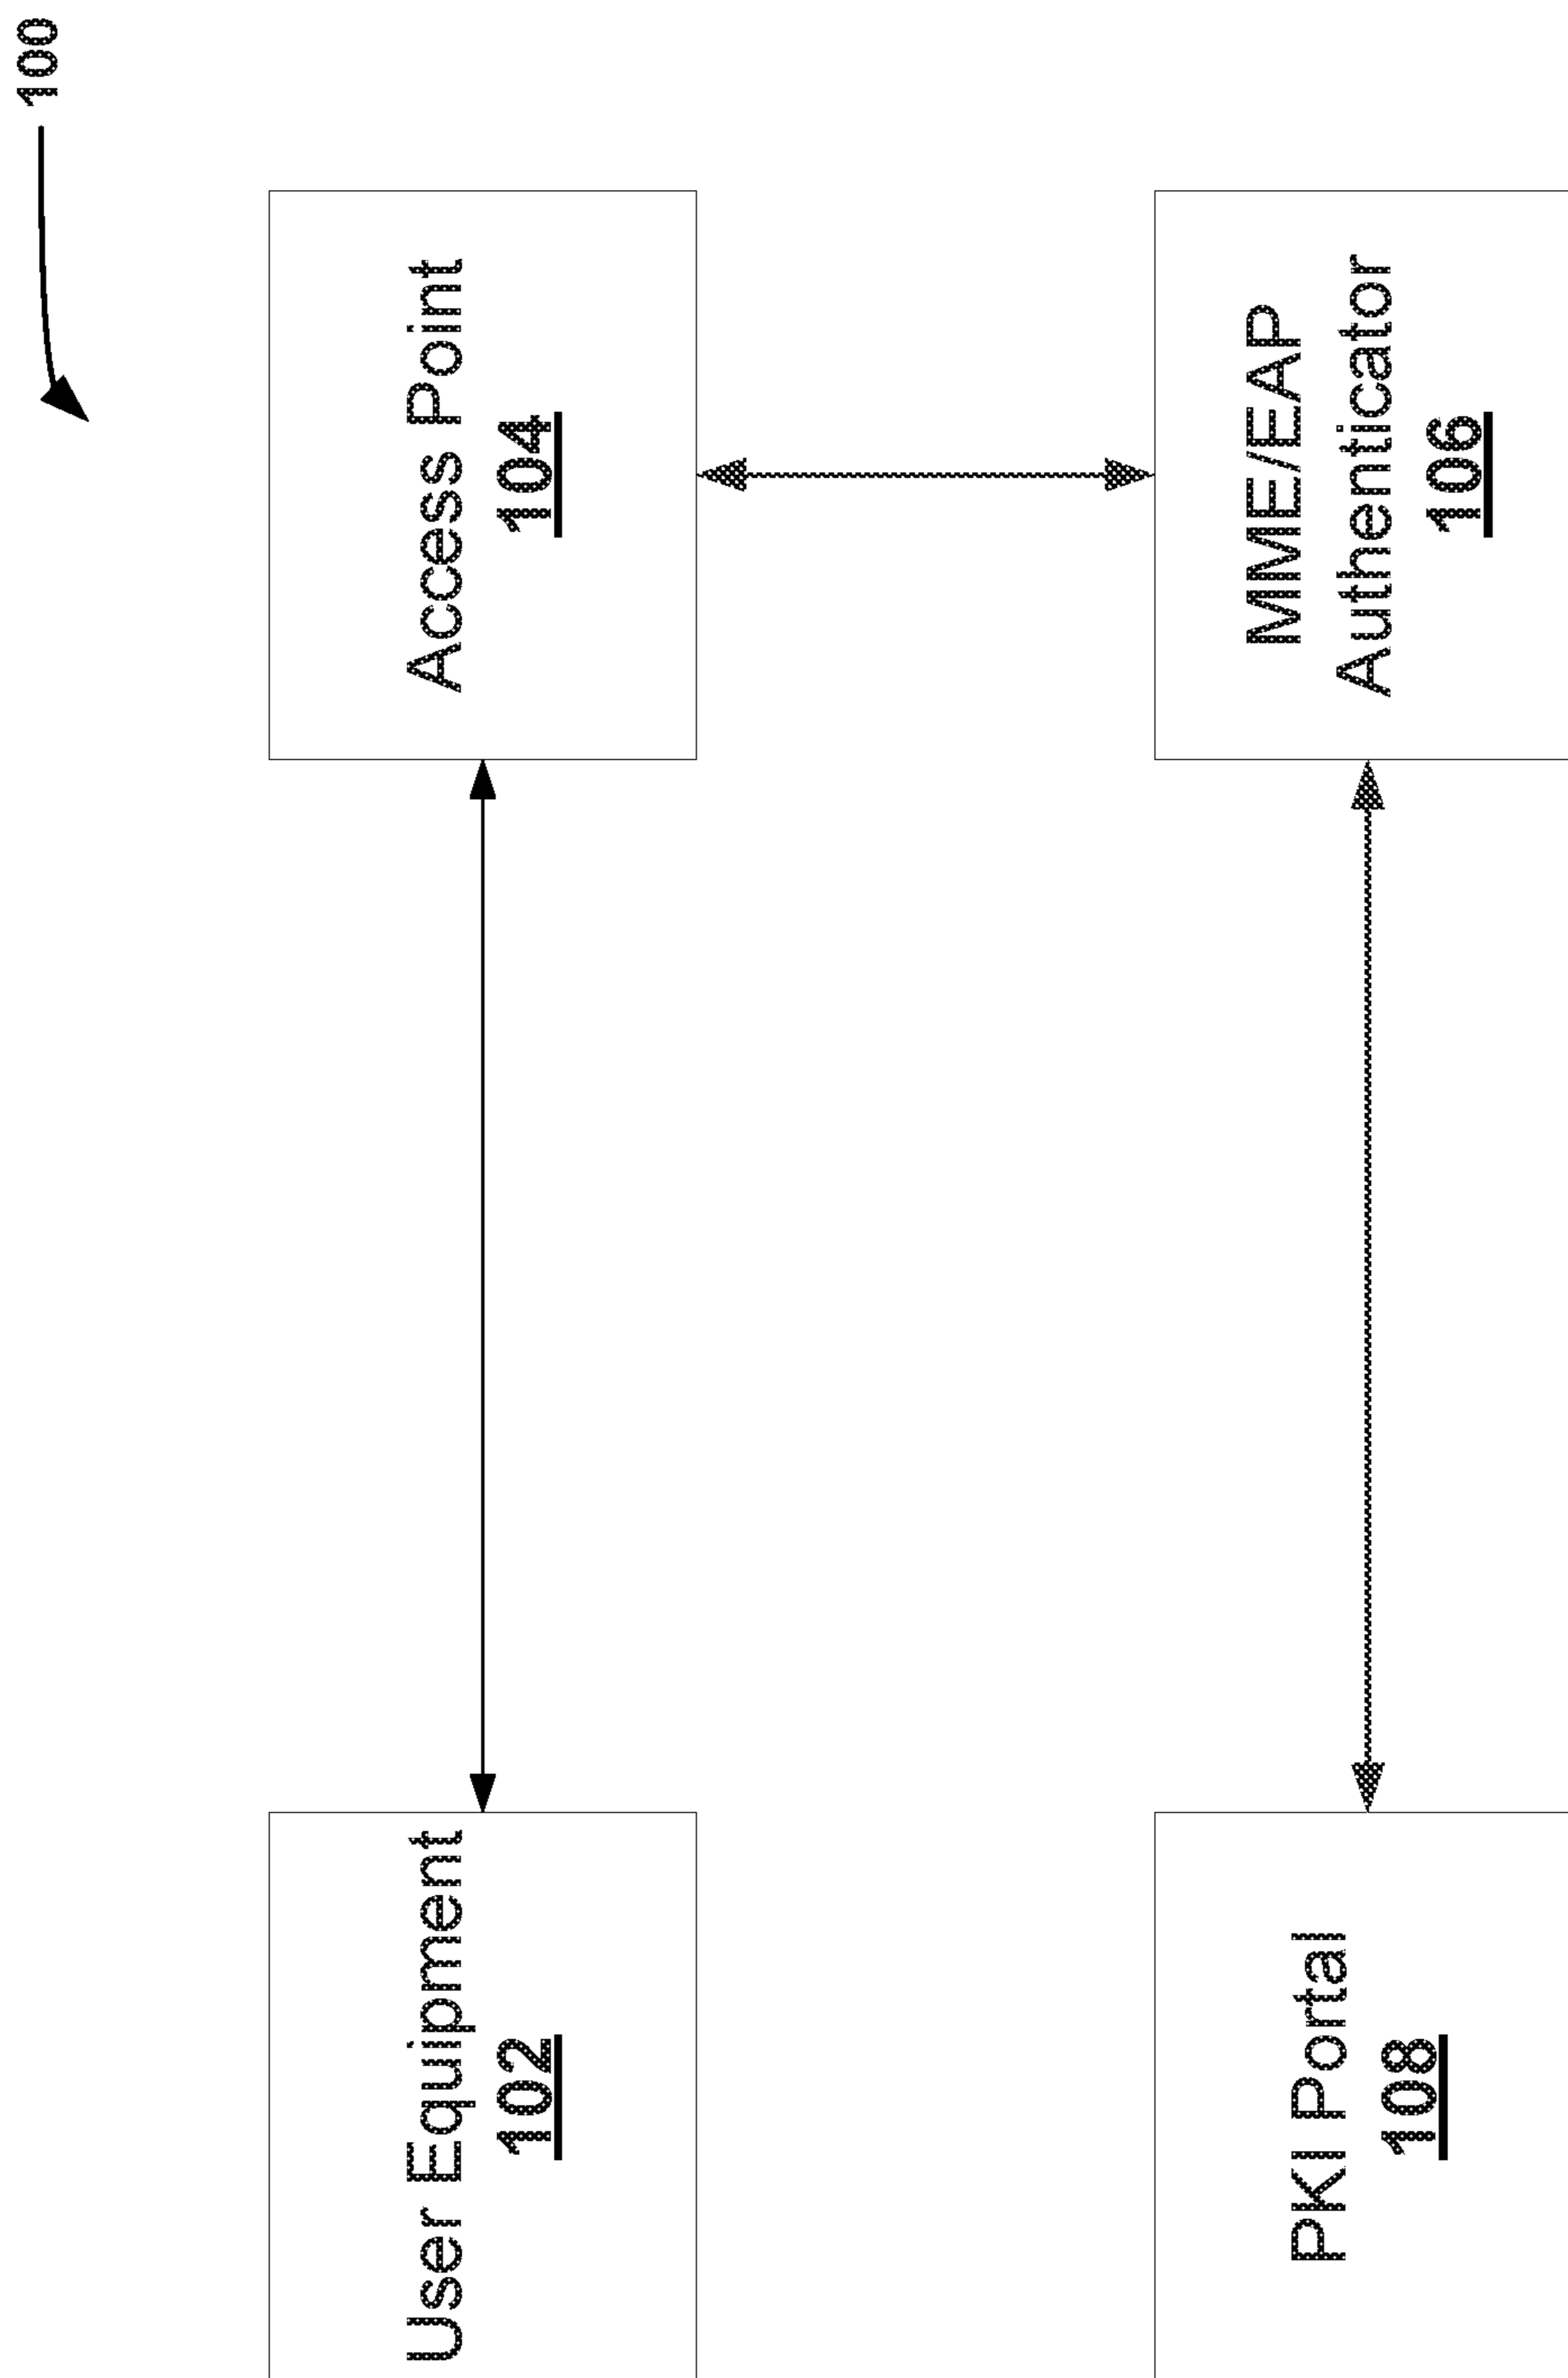 100
User Equipment
102
Access Point
104
PKI Portal
108
MME/EAP
Authenticator
106